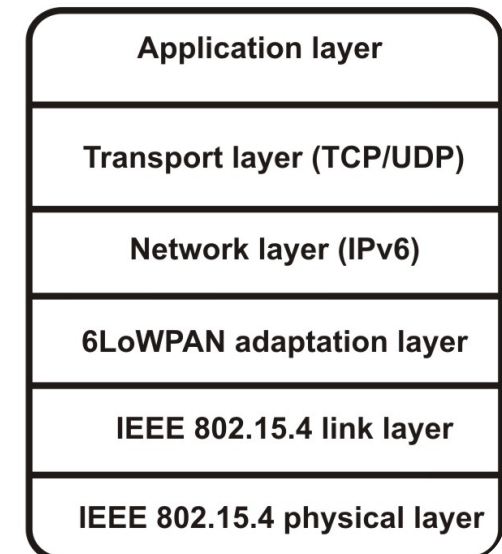 Application layer
Transport layer (TCP/UDP)
Network layer (IPv6)
6LoWPAN adaptation layer
IEEE 802.15.4 link layer
IEEE 802.15.4 physical layer